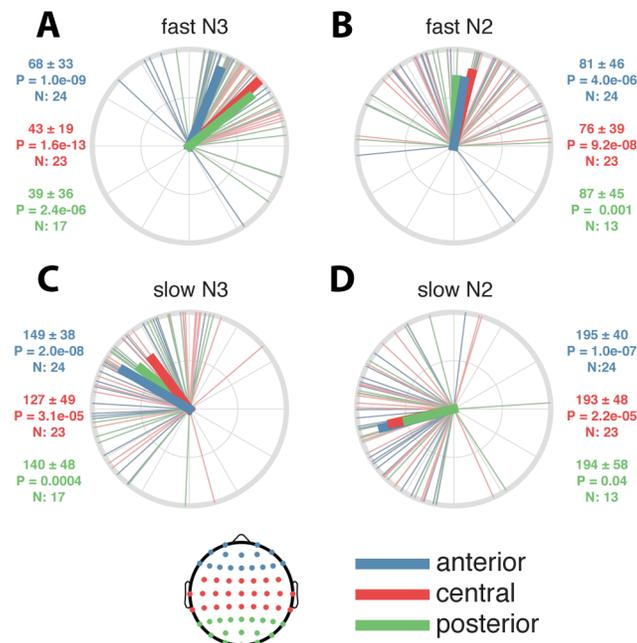 A
fast N3
68 ± 33
P = 1.0e-09
N: 24
43 ± 19
P = 1.6e-13
N: 23
39 ± 36
P = 2.4e-06
N: 17
B
fast N2
81 ± 46
P = 4.0e-06
N: 24
76 ± 39
P = 9.2e-08
N: 23
87 ± 45
P = 0.001
N: 13
C
slow N3
149 ± 38
P = 2.0e-08
N: 24
127 ± 49
P = 3.1e-05
N: 23
140 ± 48
P = 0.0004
N: 17
D
slow N2
195 ± 40
P = 1.0e-07
N:24
193 ± 48
P = 2.2e-05
N: 23
194 ± 58
P = 0.04
N: 13
anterior
central
posterior